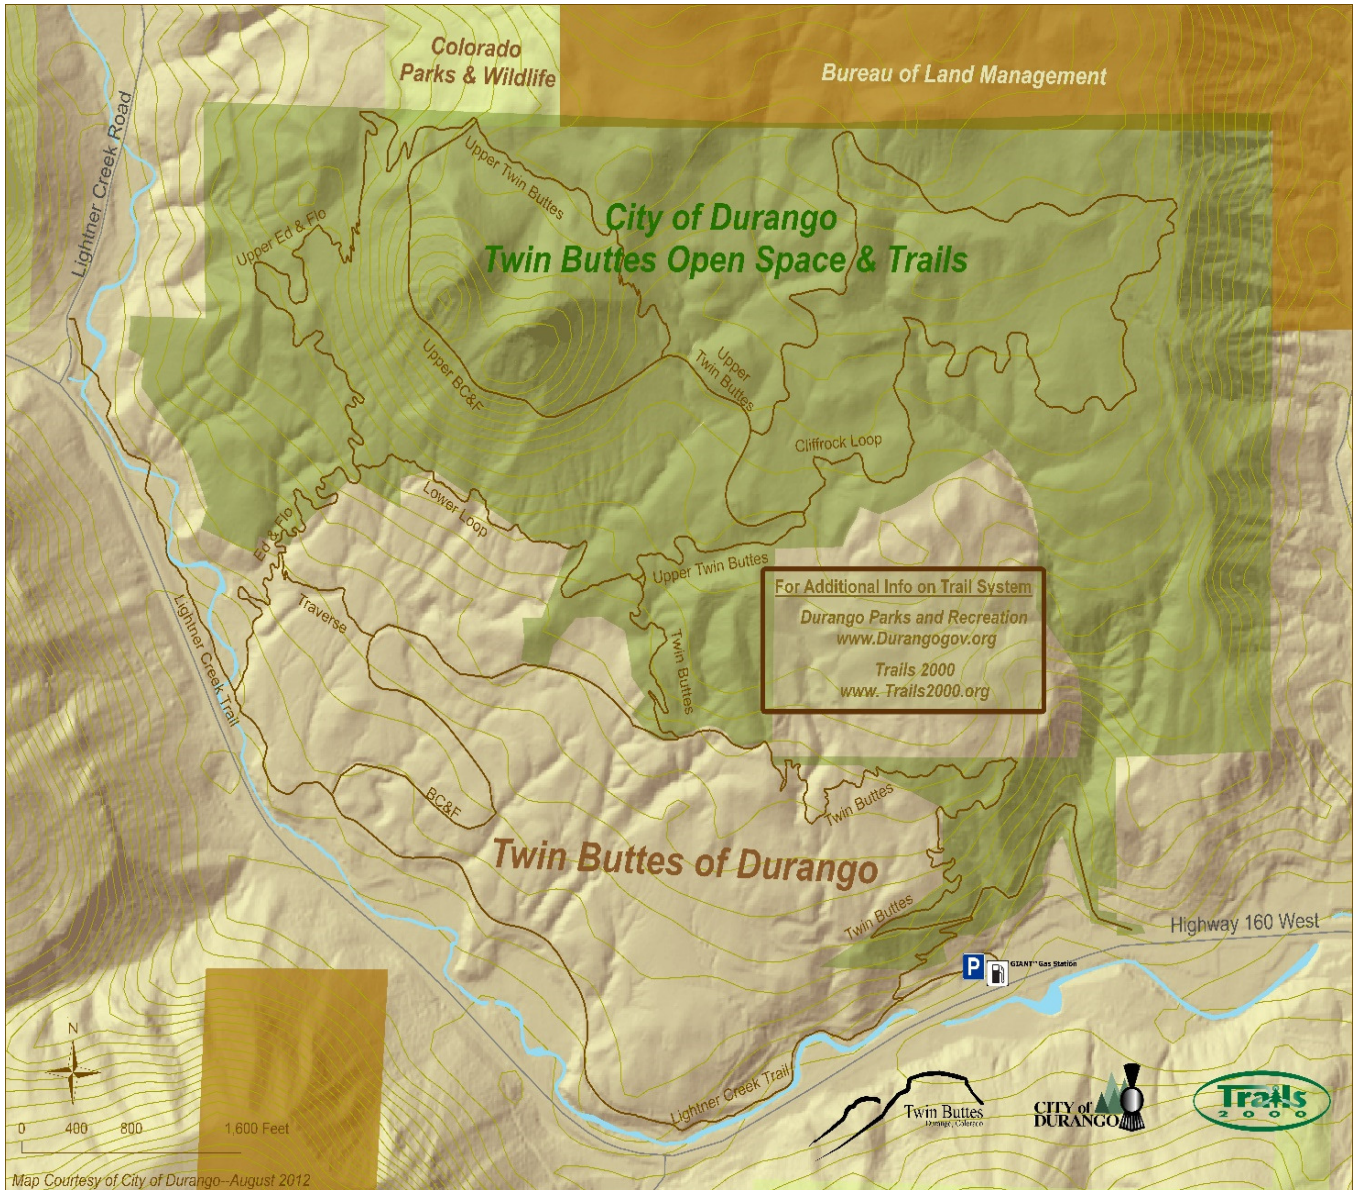 Colorado
Parks & Wildlife
Bureau of Land Management
Lightner Creek Road
Upper Twin Buttes
Upper Ed & Flo
City of Durango
Twin Buttes Open Space & Trails
Upper BC&F
Upper
Twin Buttes
Cliffrock Loop
Lower Loop
Ed & Flo
Upper Twin Buttes
For Additional Info on Trail System
Durango Parks and Recreation
www.Durangogov.org
Trails 2000
www. Trails2000.org
Traverse
Lightner Creek Trail
Twin Buttes
BC&F
Twin Buttes
Twin Buttes of Durango
Twin Buttes
Highway 160 West
P
GIANT™ Gas Station
Lightner Creek Trail
N
0 400 800 1,600 Feet
Map Courtesy of City of Durango--August 2012
Twin Buttes
Durango, Colorado
CITY of
DURANGO
Trails
2000